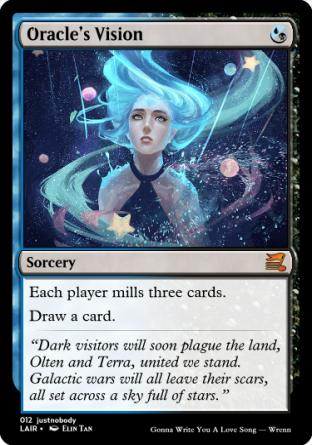 Oracle's Vision
Sorcery
Each player mills three cards.
Draw a card.
“Dark visitors will soon plague the land,
Olten and Terra, united we stand.
Galactic wars will all leave their scars,
all set across a sky full of stars.”
012 justnobody
LAIR • Elin Tan
Gonna Write You A Love Song — Wrenn